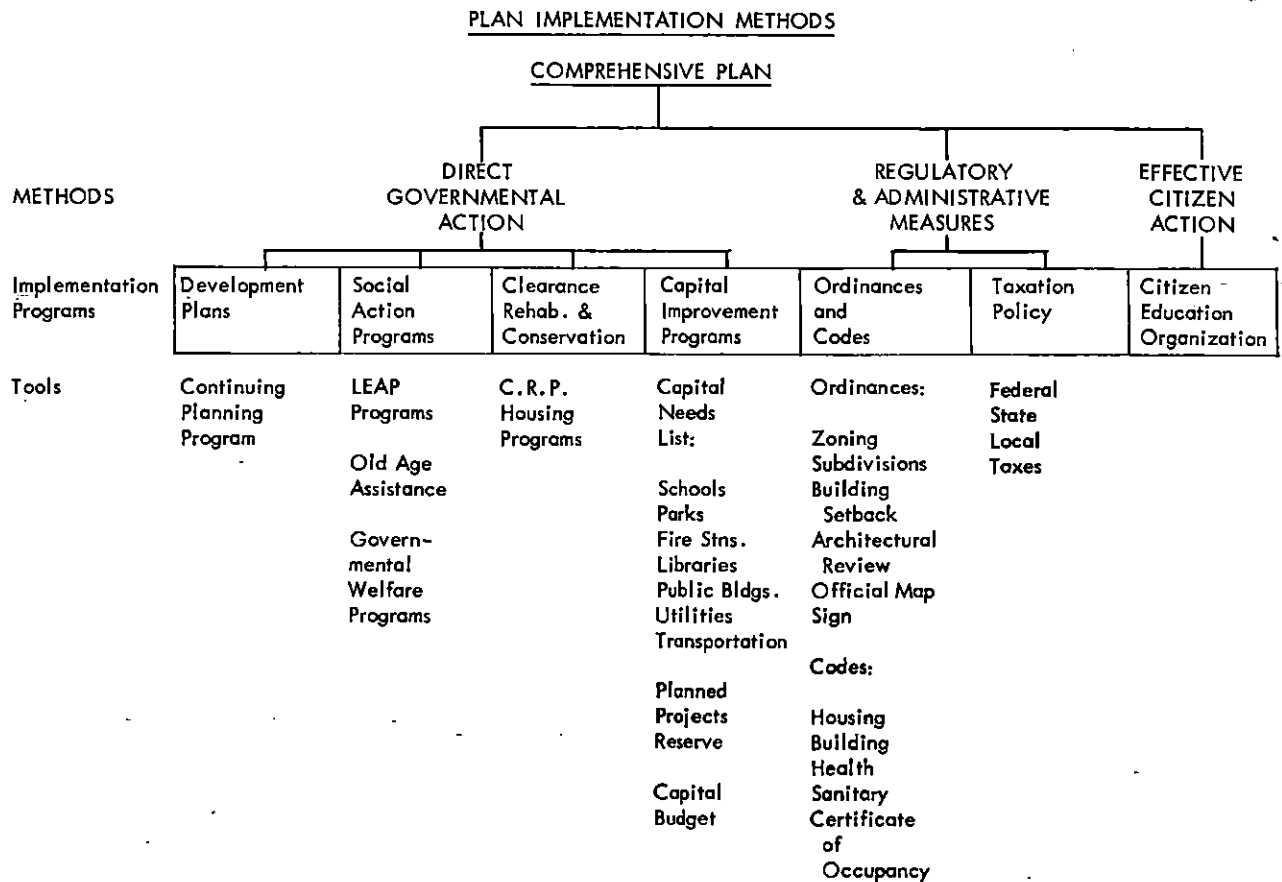 PLAN IMPLEMENTATION METHODS
COMPREHENSIVE PLAN
METHODS
DIRECT
GOVERNMENTAL
ACTION
REGULATORY
& ADMINISTRATIVE
MEASURES
EFFECTIVE
CITIZEN
ACTION
Implementation
Programs
Development
Plans
Social
Action
Programs
Clearance
Rehab. &
Conservation
Capital
Improvement
Programs
Ordinances
and
Codes
Taxation
Policy
Citizen
Education
Organization
Tools
Continuing
Planning
Program
LEAP
Programs
Old Age
Assistance
Govern-
mental
Welfare
Programs
C.R.P.
Housing
Programs
Capital
Needs
List:
Schools
Parks
Fire Stns.
Libraries
Public Bldgs.
Utilities
Transportation
Planned
Projects
Reserve
Capital
Budget
Ordinances:
Zoning
Subdivisions
Building
Setback
Architectural
Review
Official Map
Sign
Codes:
Housing
Building
Health
Sanitary
Certificate
of
Occupancy
Federal
State
Local
Taxes